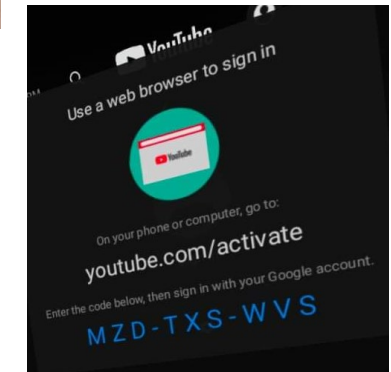 YouTube
Use a web browser to sign in
YouTube
On your phone or computer, go to:
youtube.com/activate
Enter the code below, then sign in with your Google account.
MZD-TXS-WVS